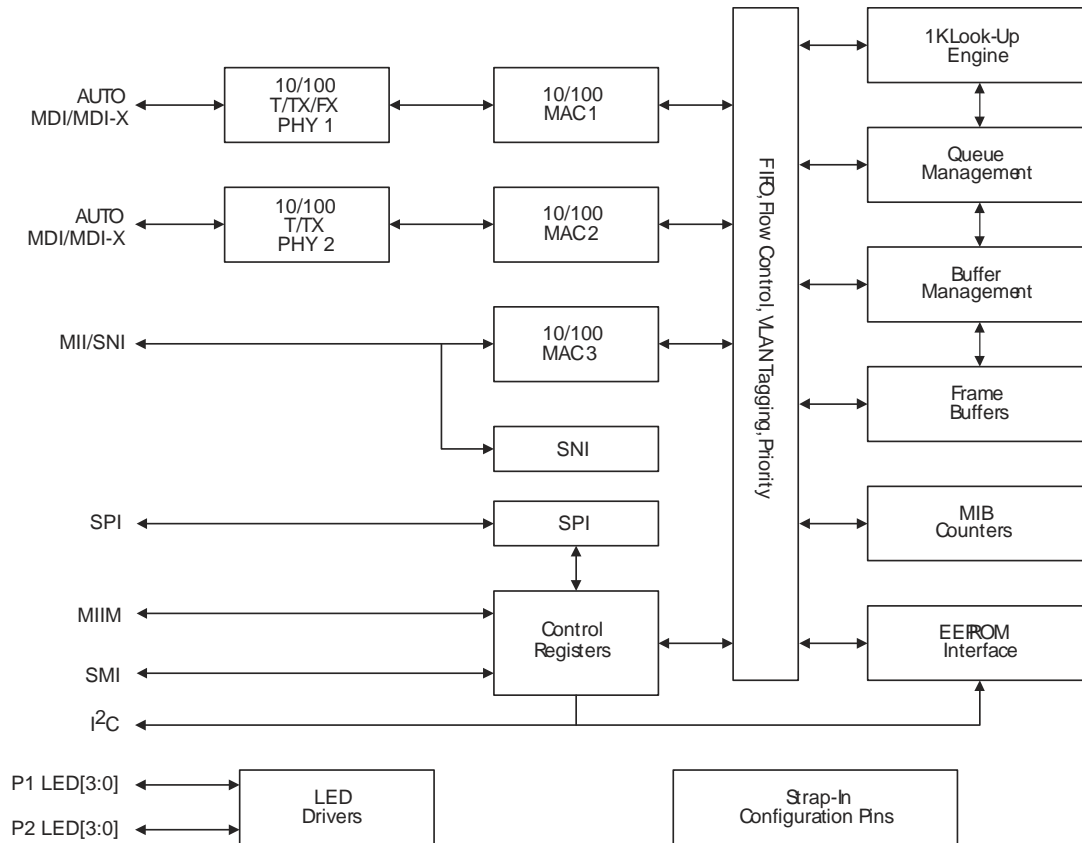 AUTO
MDI/MDI-X
10/100
T/TX/FX
PHY 1
10/100
MAC1
1K Look-Up
Engine
AUTO
MDI/MDI-X
10/100
T/TX
PHY 2
10/100
MAC2
Queue
Management
MII/SNI
10/100
MAC3
Buffer
Management
FIFO, Flow Control, VLAN Tagging, Priority
Frame
Buffers
SNI
SPI
SPI
MIB
Counters
MIIM
SMI
Control
Registers
EEPROM
Interface
I²C
P1 LED[3:0]
P2 LED[3:0]
LED
Drivers
Strap-In
Configuration Pins